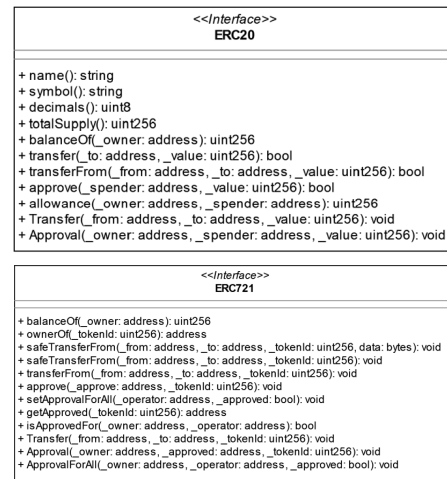 <<Interface>>
ERC20
+ name(): string
+ symbol(): string
+ decimals(): uint8
+ totalSupply(): uint256
+ balanceOf(_owner: address): uint256
+ transfer(_to: address, _value: uint256): bool
+ transferFrom(_from: address, _to: address, _value: uint256): bool
+ approve(_spender: address, _value: uint256): bool
+ allowance(_owner: address, _spender: address): uint256
+ Transfer(_from: address, _to: address, _value: uint256): void
+ Approval(_owner: address, _spender: address, _value: uint256): void
<<Interface>>
ERC721
+ balanceOf(_owner: address): uint256
+ ownerOf(_tokenId: uint256): address
+ safeTransferFrom(_from: address, _to: address, _tokenId: uint256, data: bytes): void
+ safeTransferFrom(_from: address, _to: address, _tokenId: uint256): void
+ transferFrom(_from: address, _to: address, _tokenId: uint256): void
+ approve(_approve: address, _tokenId: uint256): void
+ setApprovalForAll(_operator: address, _approved: bool): void
+ getApproved(_tokenId: uint256): address
+ isApprovedFor(_owner: address, _operator: address): bool
+ Transfer(_from: address, _to: address, _tokenId: uint256): void
+ Approval(_owner: address, _approved: address, _tokenId: uint256): void
+ ApprovalForAll(_owner: address, _operator: address, _approved: bool): void